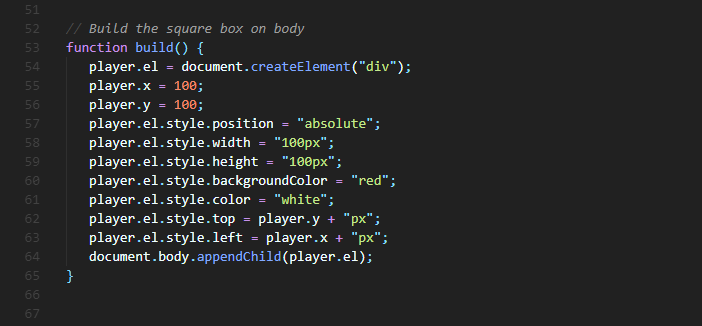 51
52 // Build the square box on body
53 function build() {
54 player.el = document.createElement("div");
55 player.x = 100;
56 player.y = 100;
57 player.el.style.position = "absolute";
58 player.el.style.width = "100px";
59 player.el.style.height = "100px";
60 player.el.style.backgroundColor = "red";
61 player.el.style.color = "white";
62 player.el.style.top = player.y + "px";
63 player.el.style.left = player.x + "px";
64 document.body.appendChild(player.el);
65 }
66
67